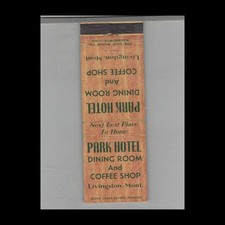 Livingston, Mont.
COFFEE SHOP
And
DINING ROOM
PARK HOTEL
Next Best Place
To Home
PARK HOTEL
DINING ROOM
And
COFFEE SHOP
Livingston, Mont.